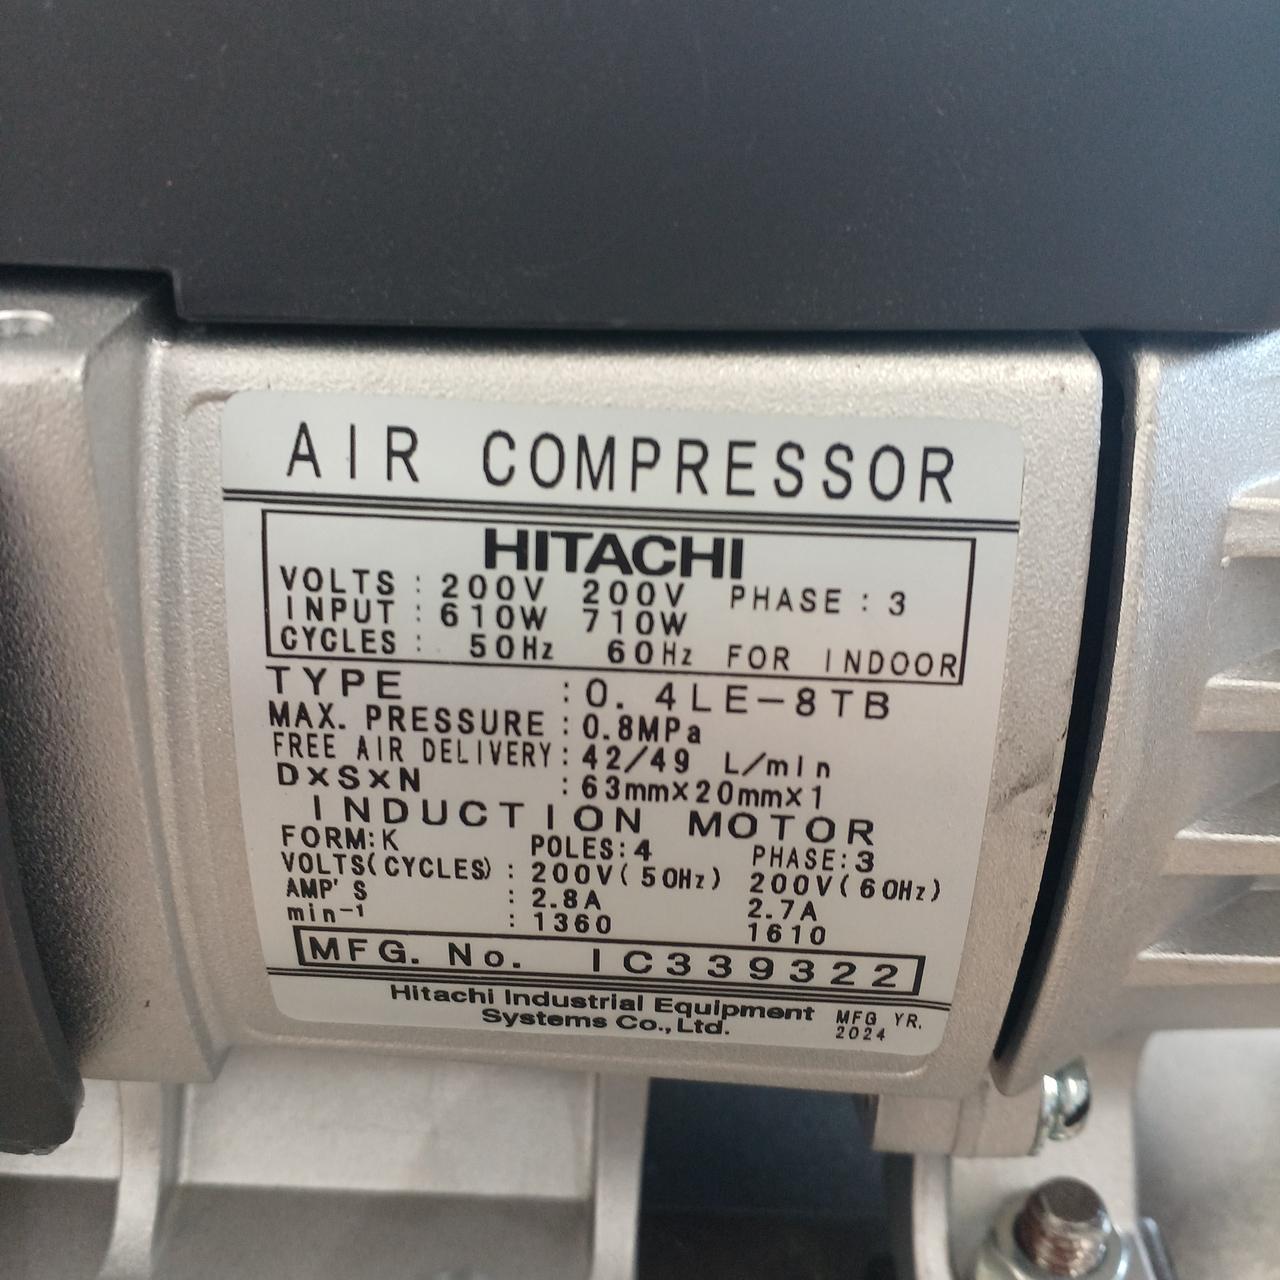 AIR COMPRESSOR
HITACHI
VOLTS : 200V 200V PHASE : 3
INPUT : 610W 710W
CYCLES : 50Hz 60Hz FOR INDOOR
TYPE : 0. 4LE-8TB
MAX. PRESSURE : 0.8MPa
FREE AIR DELIVERY : 42/49 L/min
D×S×N : 63mm×20mm×1
INDUCTION MOTOR
FORM:K POLES:4 PHASE:3
VOLTS(CYCLES) : 200V(50Hz) 200V(60Hz)
AMP'S : 2.8A 2.7A
min⁻¹ : 1360 1610
MFG. No. IC339322
Hitachi Industrial Equipment
Systems Co.,Ltd.
MFG YR.
2024